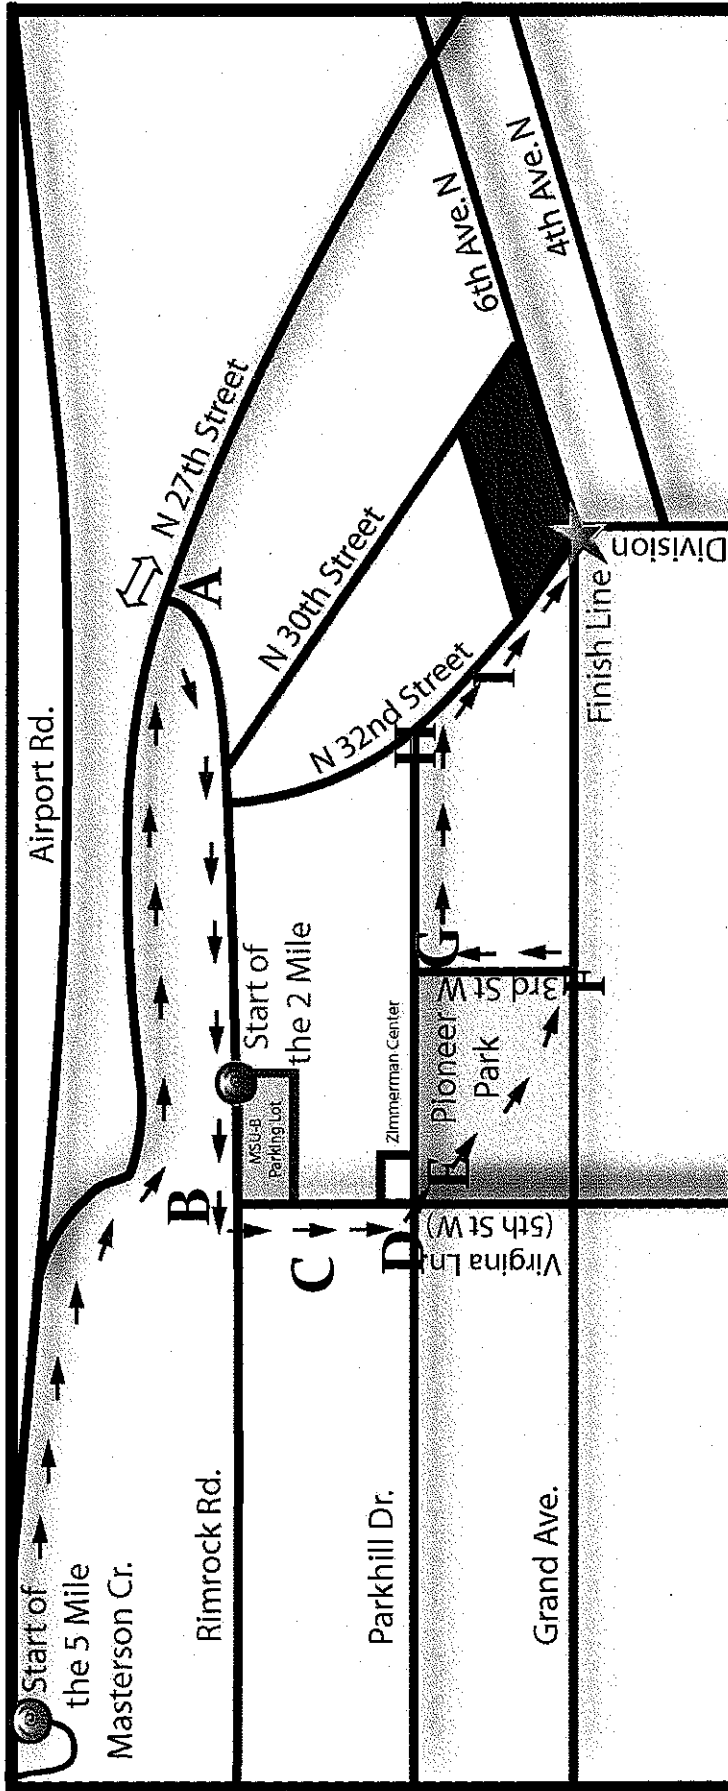 Airport Rd.
Start of
the 5 Mile
Masterson Cr.
N 27th Street
A
6th Ave. N
4th Ave. N
N 30th Street
N 32nd Street
B
Rimrock Rd.
Start of
the 2 Mile
MSU-B
Parking Lot
C
Zimmerman Center
D
E
Parkhill Dr.
Virgina Ln
(5th St W)
Pioneer
Park
G
3rd St W
H
I
F
Grand Ave.
Finish Line
Division